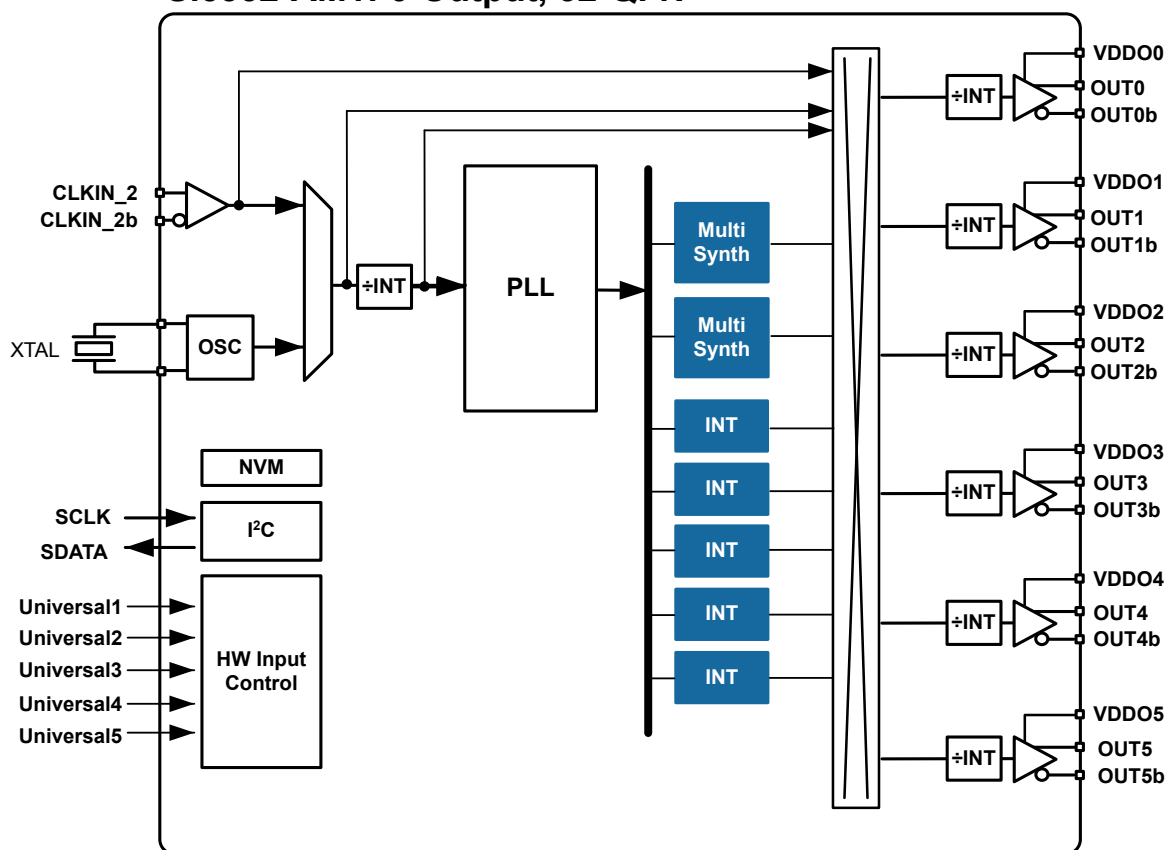 Output,
VDDO0
OUT0
OUT0b
÷INT
CLKIN_2
CLKIN_2b
VDDO1
OUT1
OUT1b
÷INT
Multi
Synth
÷INT
PLL
XTAL
OSC
Multi
Synth
VDDO2
OUT2
OUT2b
÷INT
INT
NVM
INT
VDDO3
OUT3
OUT3b
÷INT
SCLK
SDATA
I²C
INT
Universal1
Universal2
Universal3
Universal4
Universal5
HW Input
Control
INT
INT
VDDO4
OUT4
OUT4b
÷INT
VDDO5
OUT5
OUT5b
÷INT